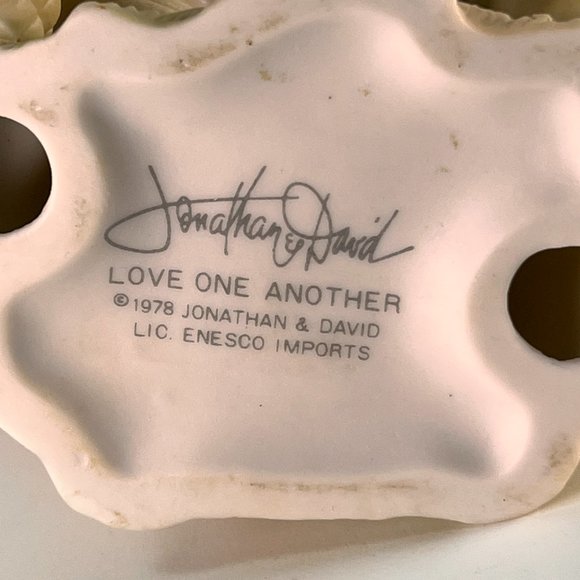 Jonathan & David
LOVE ONE ANOTHER
© 1978 JONATHAN & DAVID
LIC. ENESCO IMPORTS